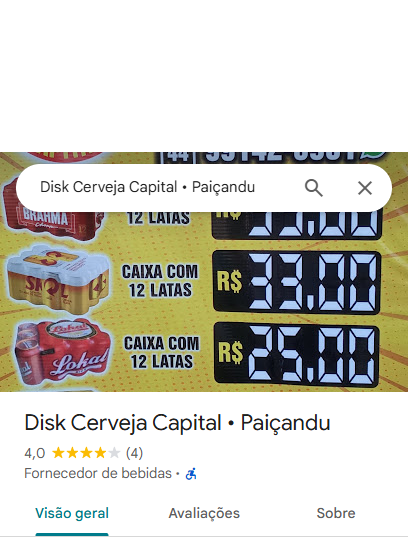 Disk Cerveja Capital • Paiçandu
BRAHMA
Chopp
12 LATAS
R$
SKOL
CAIXA COM
12 LATAS
R$ 33,00
Lokal
CAIXA COM
12 LATAS
R$ 25,00
Disk Cerveja Capital • Paiçandu
4,0 (4)
Fornecedor de bebidas •
Visão geral
Avaliações
Sobre